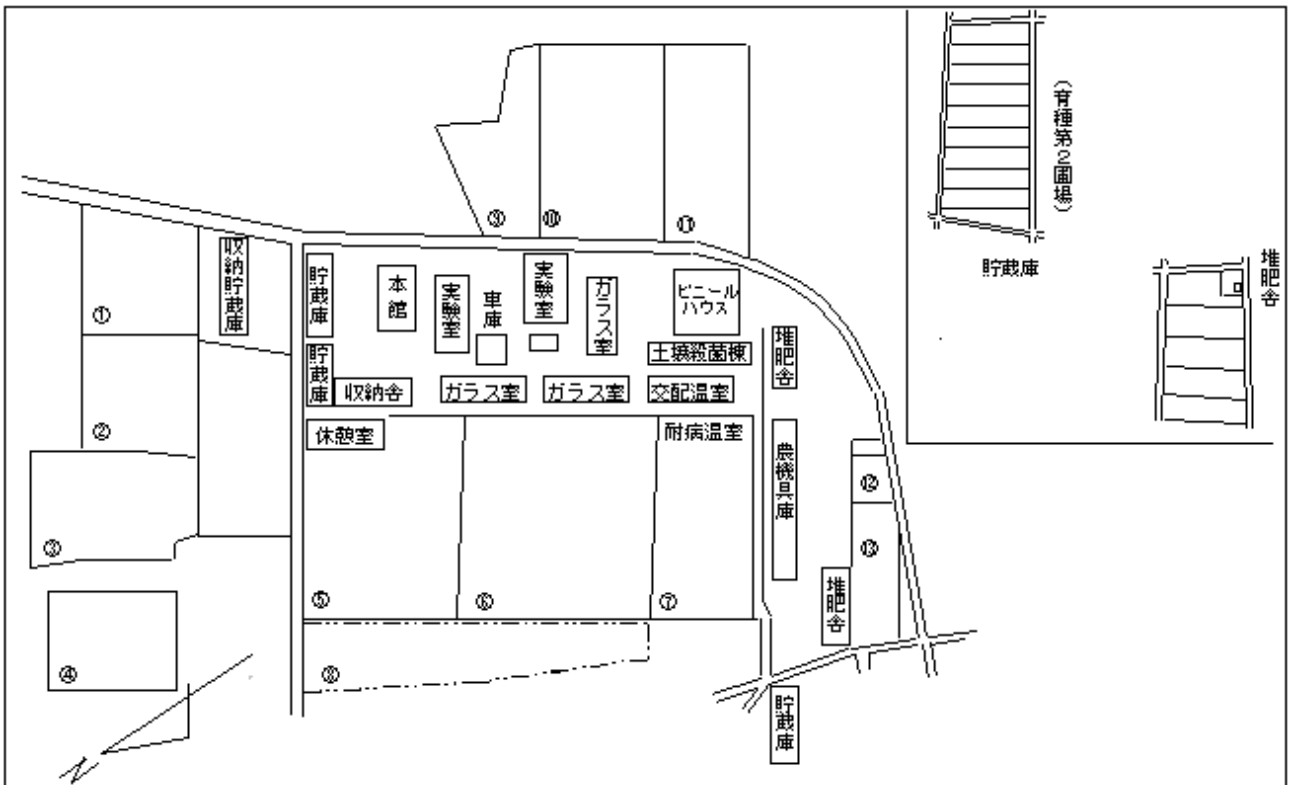 (育種第2圃場)
貯蔵庫
堆肥舎
⑨
⑩
⑪
収納貯蔵庫
貯蔵庫
本館
実験室
車庫
実験室
ガラス室
ビニール
ハウス
①
貯蔵庫
収納舎
ガラス室
ガラス室
土壌殺菌棟
交配温室
堆肥舎
②
休憩室
耐病温室
農機具庫
⑫
③
⑬
⑤
⑥
⑦
堆肥舎
④
⑧
貯蔵庫
N